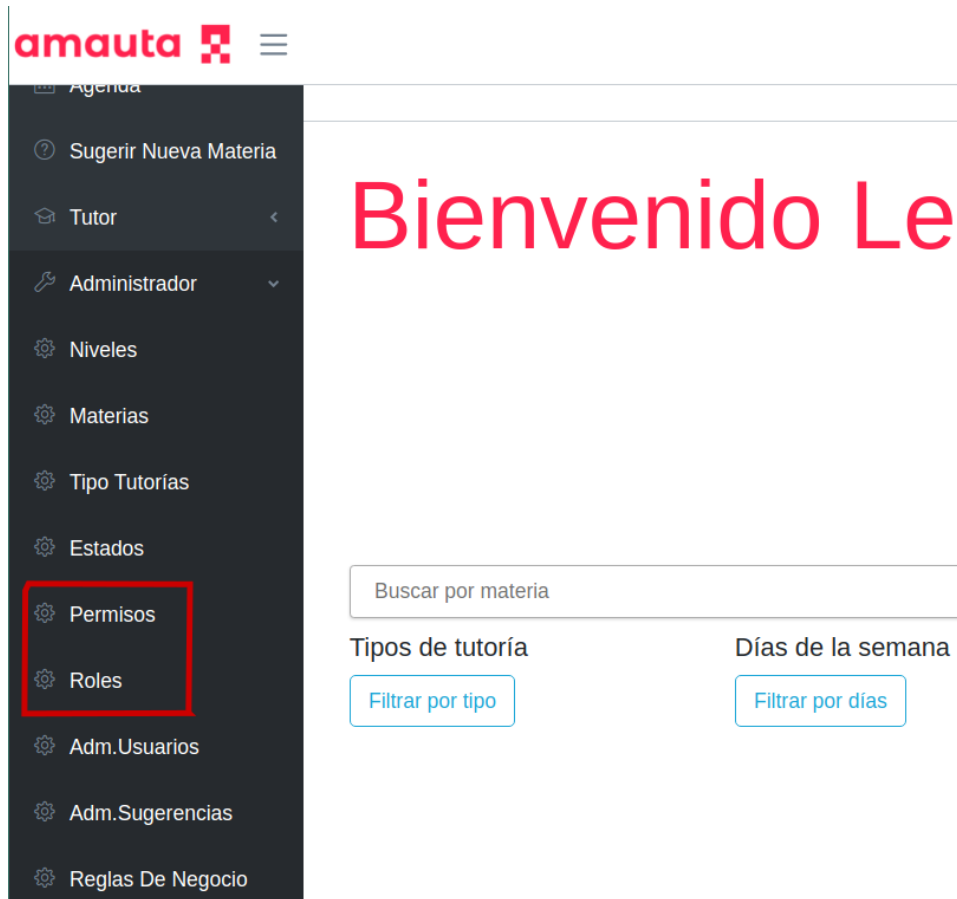 amauta
Agenda
Sugerir Nueva Materia
Tutor
Administrador
Niveles
Materias
Tipo Tutorías
Estados
Permisos
Roles
Adm.Usuarios
Adm.Sugerencias
Reglas De Negocio
Bienvenido Le
Buscar por materia
Tipos de tutoría
Filtrar por tipo
Días de la semana
Filtrar por días